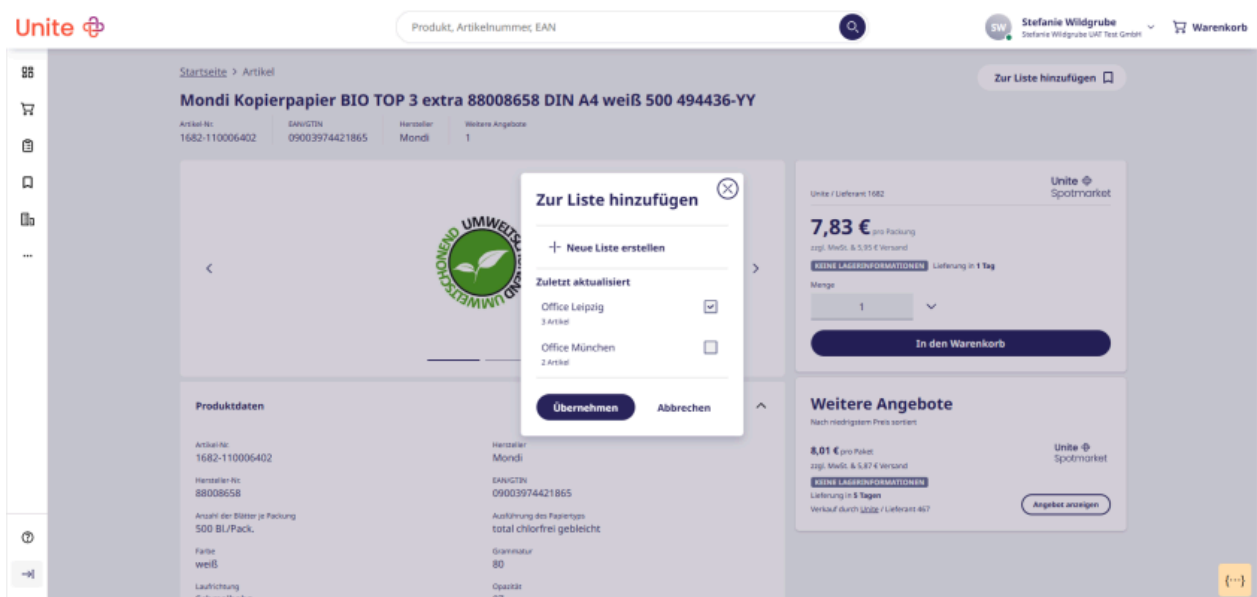 Unite
Produkt, Artikelnummer, EAN
SW
Stefanie Wildgrube
Stefanie Wildgrube UAT Test GmbH
Warenkorb
Startseite > Artikel
Zur Liste hinzufügen
Mondi Kopierpapier BIO TOP 3 extra 88008658 DIN A4 weiß 500 494436-YY
Artikel-Nr. EAN/GTIN Hersteller Weitere Angebote
1682-110006402 09003974421865 Mondi 1
UMWELTSCHONEND
Zur Liste hinzufügen
Neue Liste erstellen
Zuletzt aktualisiert
Office Leipzig
3 Artikel
Office München
2 Artikel
Übernehmen Abbrechen
Unite / Lieferant 1682
Unite
Spotmarket
7,83 € pro Packung
zzgl. MwSt. & 5,95 € Versand
KEINE LAGERINFORMATIONEN Lieferung in 1 Tag
Menge
1
In den Warenkorb
Produktdaten
Artikel-Nr. Hersteller
1682-110006402 Mondi
Hersteller-Nr. EAN/GTIN
88008658 09003974421865
Anzahl der Blätter je Packung Ausführung des Papiertyps
500 Bl./Pack. total chlorfrei gebleicht
Farbe Grammatur
weiß 80
Laufrichtung Opazität
Weitere Angebote
Nach niedrigstem Preis sortiert
8,01 € pro Paket
Unite
Spotmarket
zzgl. MwSt. & 5,87 € Versand
KEINE LAGERINFORMATIONEN
Lieferung in 5 Tagen
Verkauf durch Unite / Lieferant 467
Angebot anzeigen
{···}